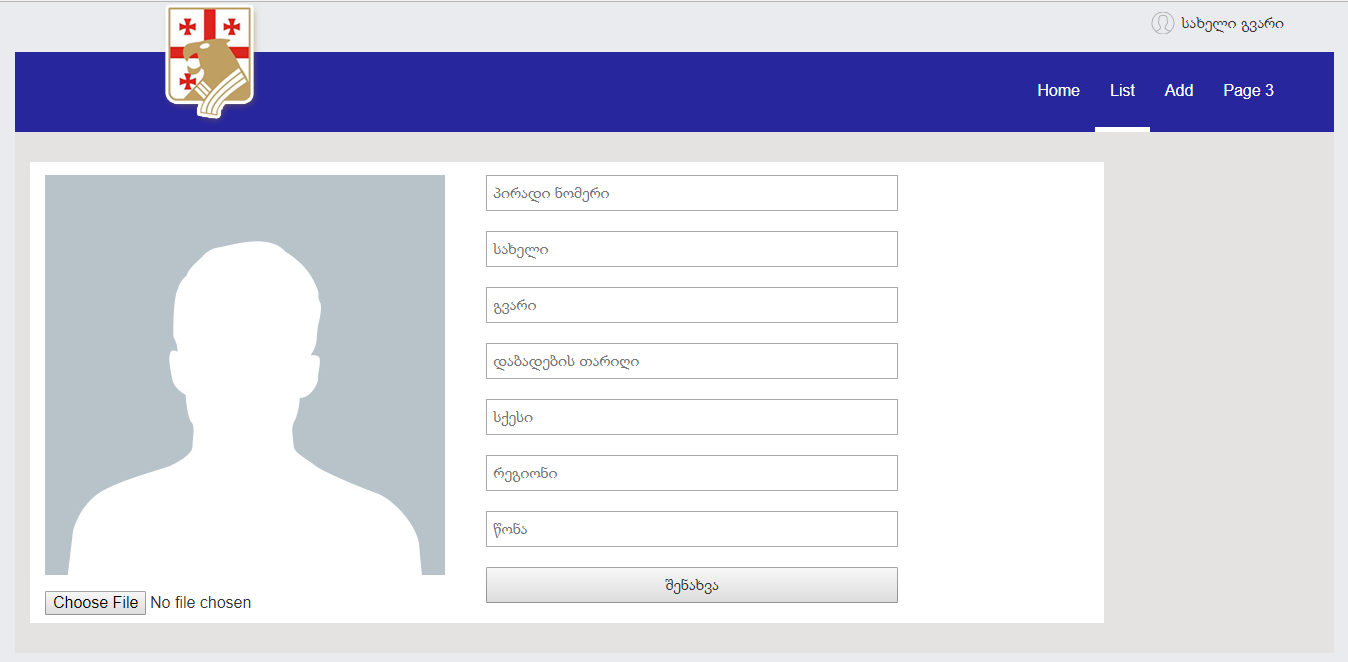 სახელი გვარი
Home List Add Page 3
პირადი ნომერი
სახელი
გვარი
დაბადების თარიღი
სქესი
რეგიონი
წონა
შენახვა
Choose File No file chosen